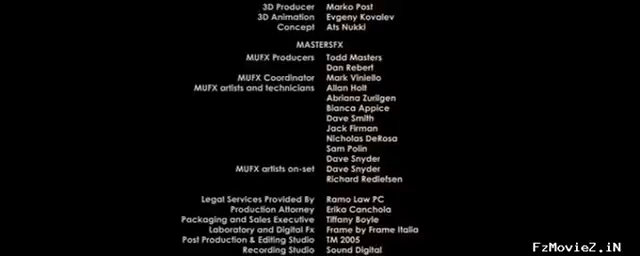 3D Producer Marko Post
3D Animation Evgeny Kovalev
Concept Ats Nukki
MASTERSFX
MUFX Producers Todd Masters
Dan Rebert
MUFX Coordinator Mark Viniello
MUFX artists and technicians Allan Holt
Abriana Zurilgen
Bianca Appice
Dave Smith
Jack Firman
Nicholas DeRosa
Sam Polin
Dave Snyder
MUFX artists on-set Dave Snyder
Richard Redlefsen
Legal Services Provided By Ramo Law PC
Production Attorney Erika Canchola
Packaging and Sales Executive Tiffany Boyle
Laboratory and Digital Fx Frame by Frame Italia
Post Production & Editing Studio TM 2005
Recording Studio Sound Digital
FzMovieZ.iN